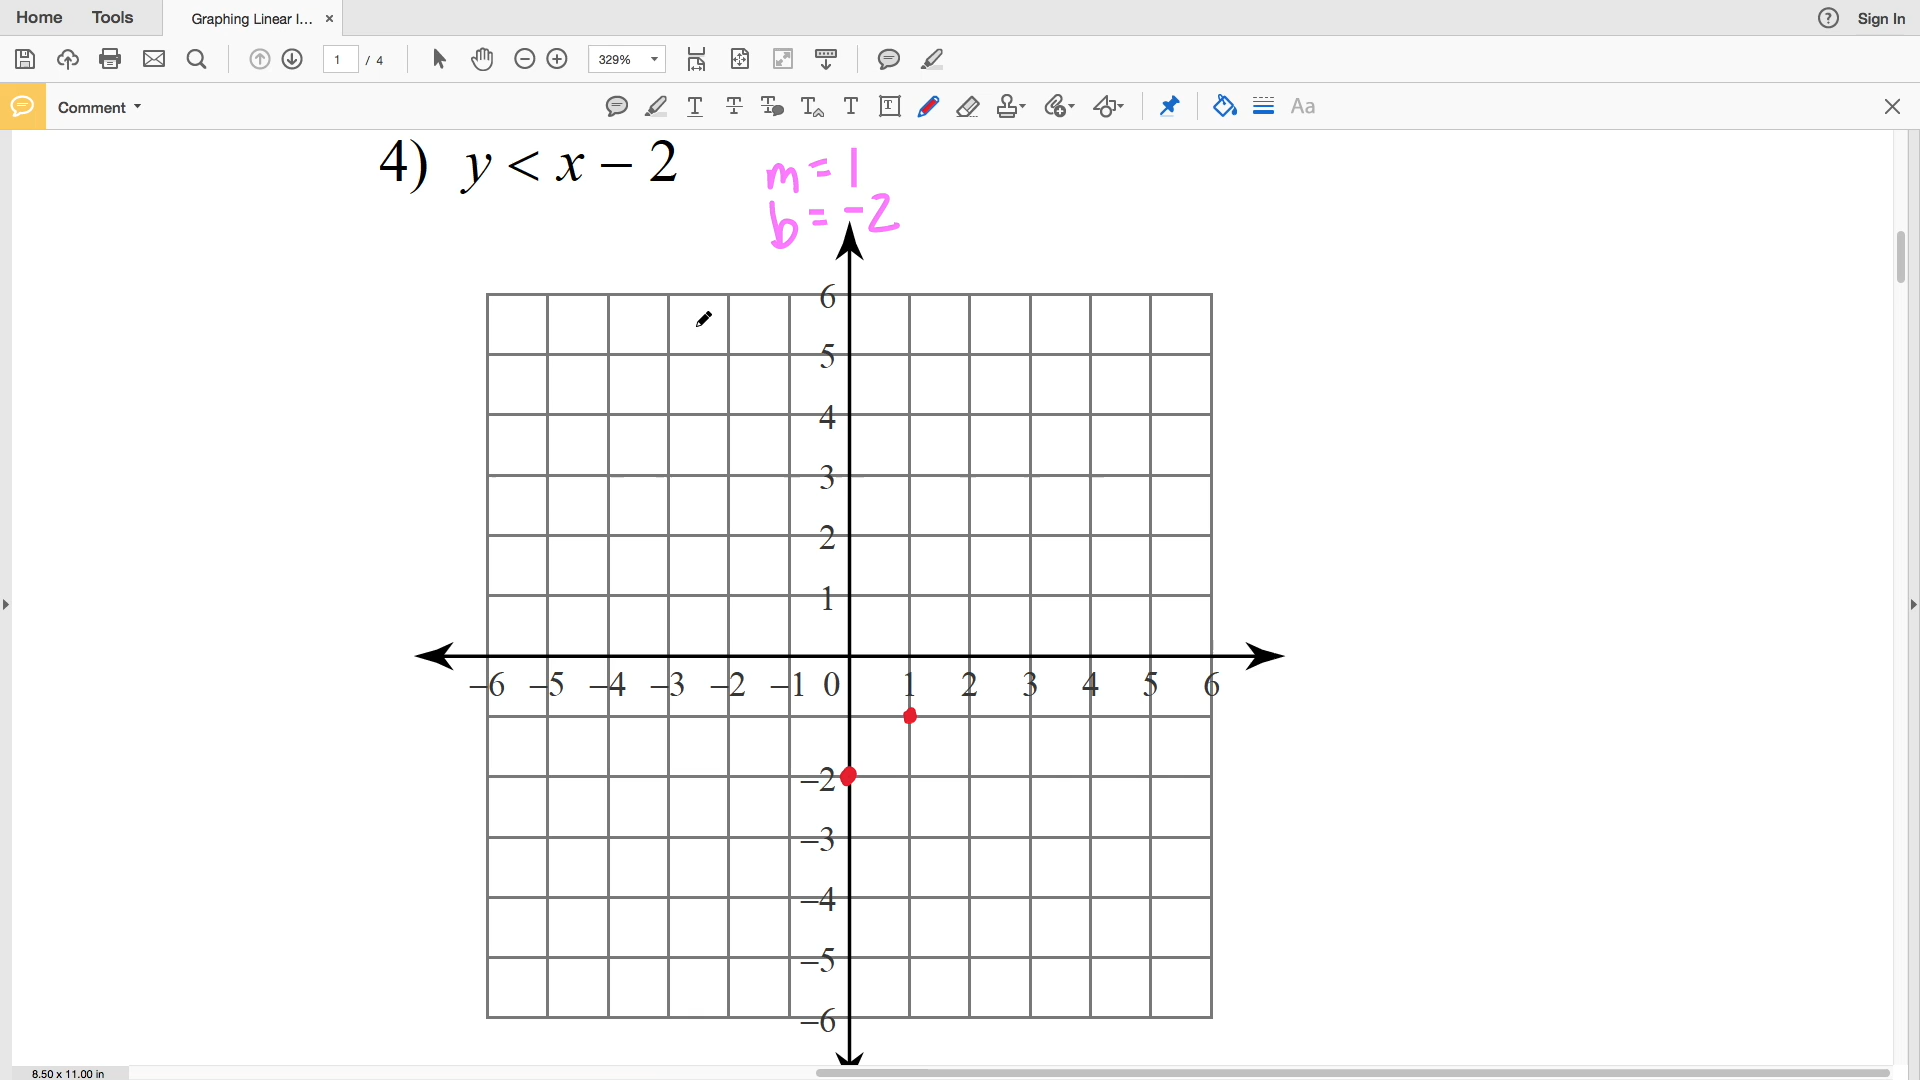 Home Tools Graphing Linear I... × ? Sign In
1 / 4 329%
Comment T T T T T T Aa
4) y < x − 2
m = 1
b = -2
6
5
4
3
2
1
−6 −5 −4 −3 −2 −1 0 1 2 3 4 5 6
−2
−3
−4
−5
−6
8.50 x 11.00 in